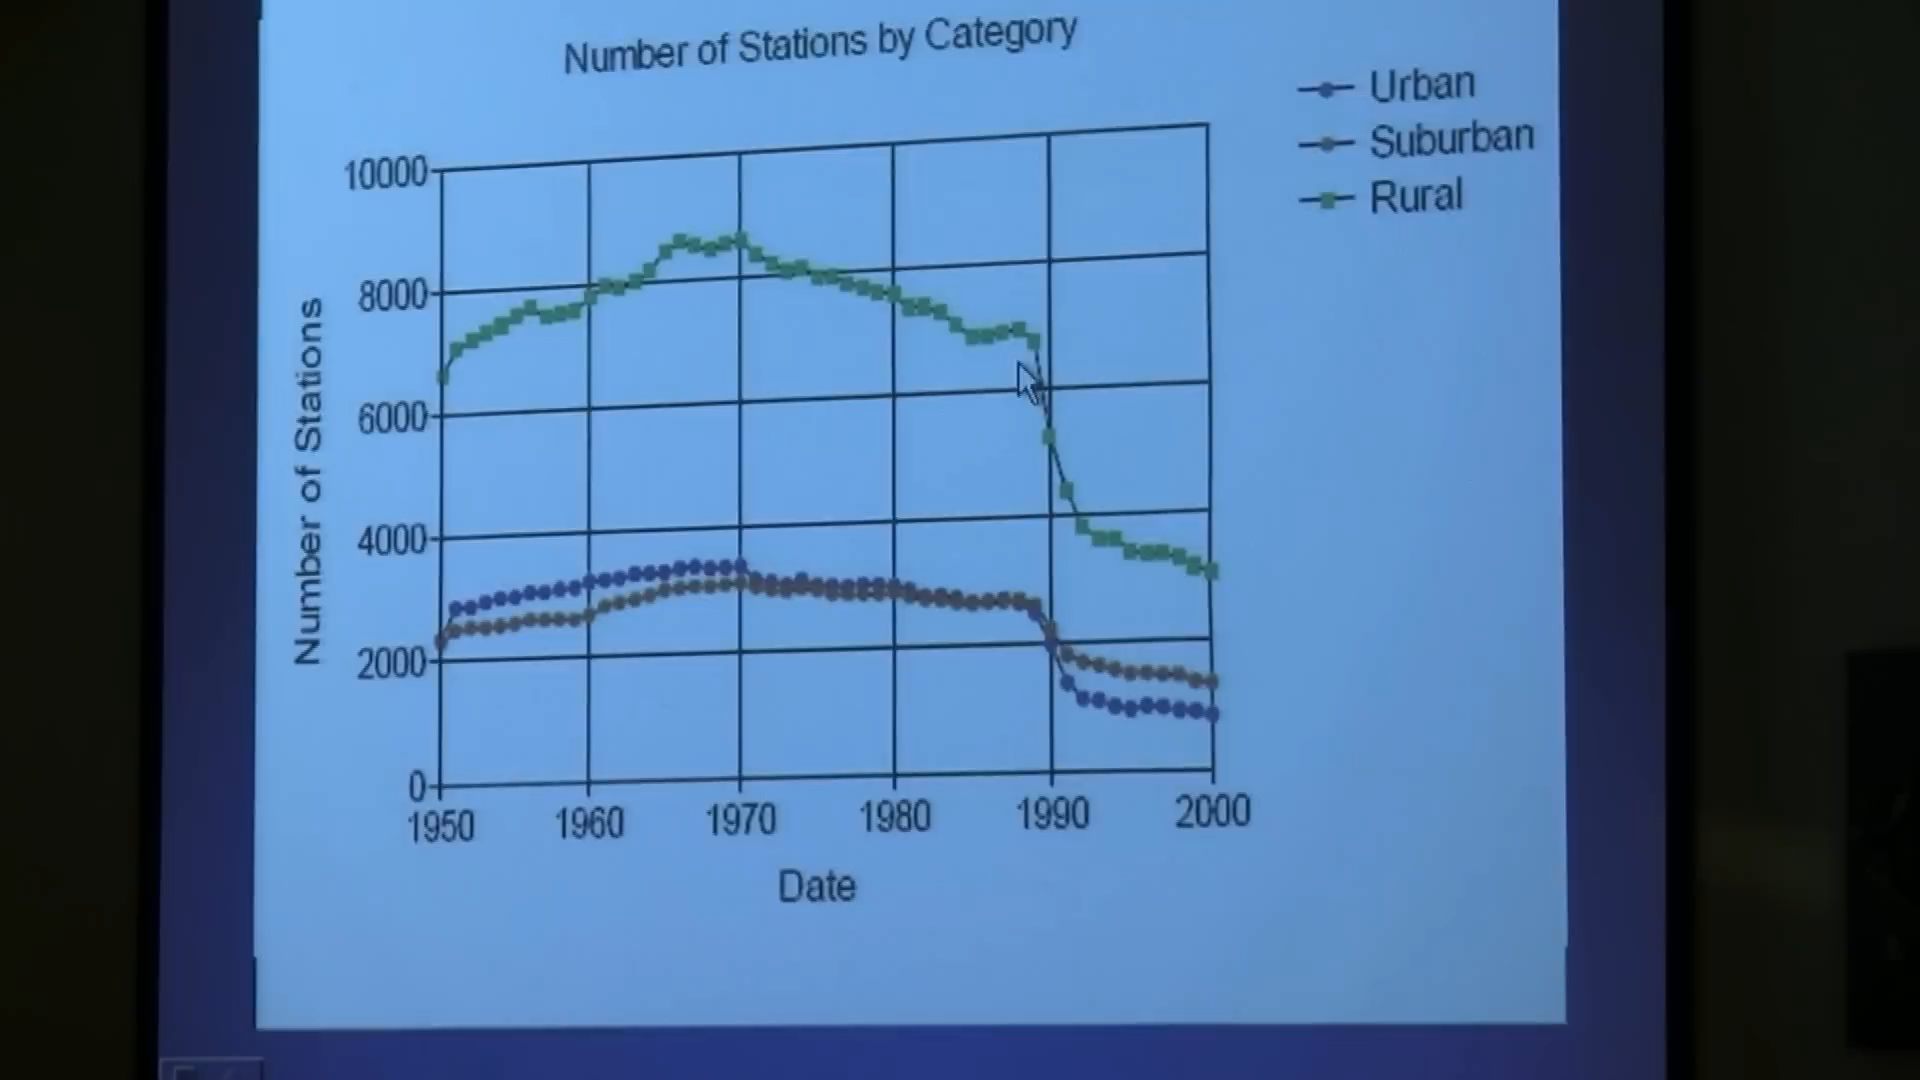 Number of Stations by Category
Urban
Suburban
Rural
10000
8000
6000
4000
2000
0
Number of Stations
1950 1960 1970 1980 1990 2000
Date